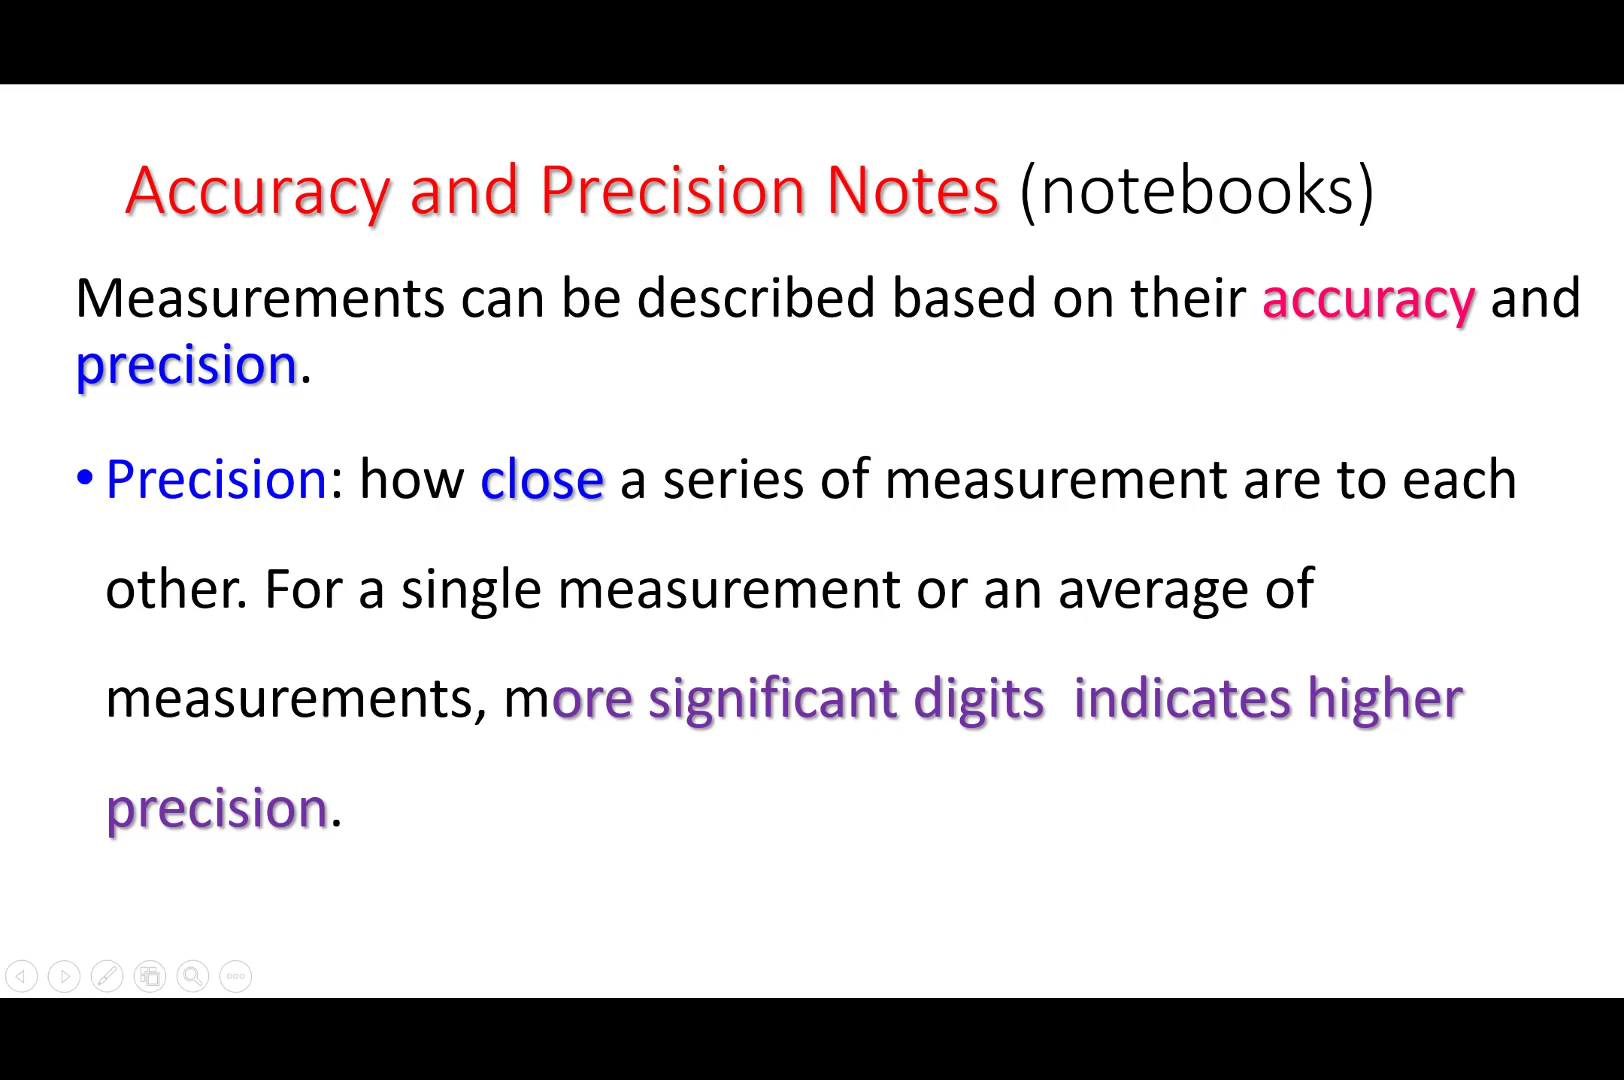 Accuracy and Precision Notes (notebooks)
Measurements can be described based on their accuracy and
precision.
• Precision: how close a series of measurement are to each
other. For a single measurement or an average of
measurements, more significant digits  indicates higher
precision.